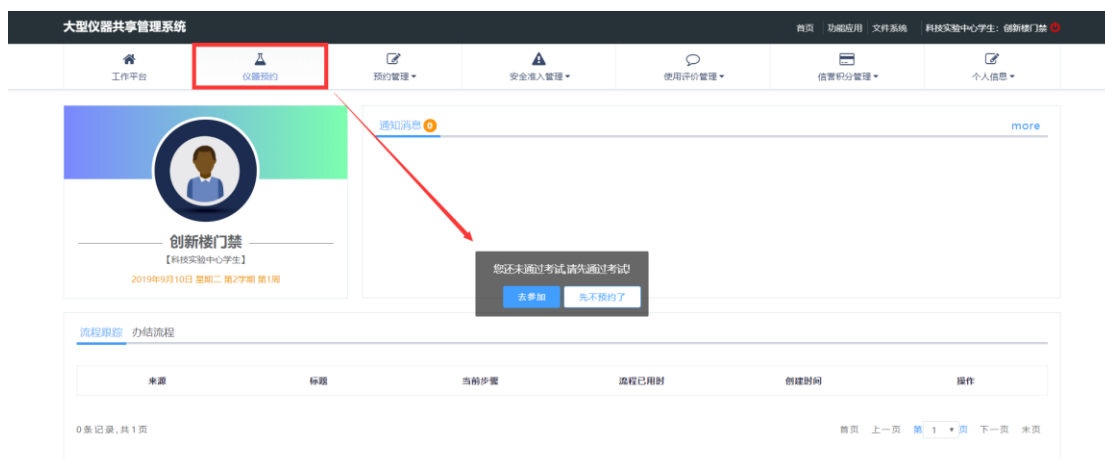 大型仪器共享管理系统
首页 功能应用 文件系统 科技实验中心学生：创新楼门禁
工作平台 仪器预约 预约管理 安全准入管理 使用评价管理 信誉积分管理 个人信息
通知消息 0 more
创新楼门禁
【科技实验中心学生】
2019年9月10日 星期二 第2学期 第1周
您还未通过考试,请先通过考试!
去参加 先不预约了
流程跟踪 办结流程
来源 标题 当前步骤 流程已用时 创建时间 操作
0条记录,共1页 首页 上一页 第 1 页 下一页 末页